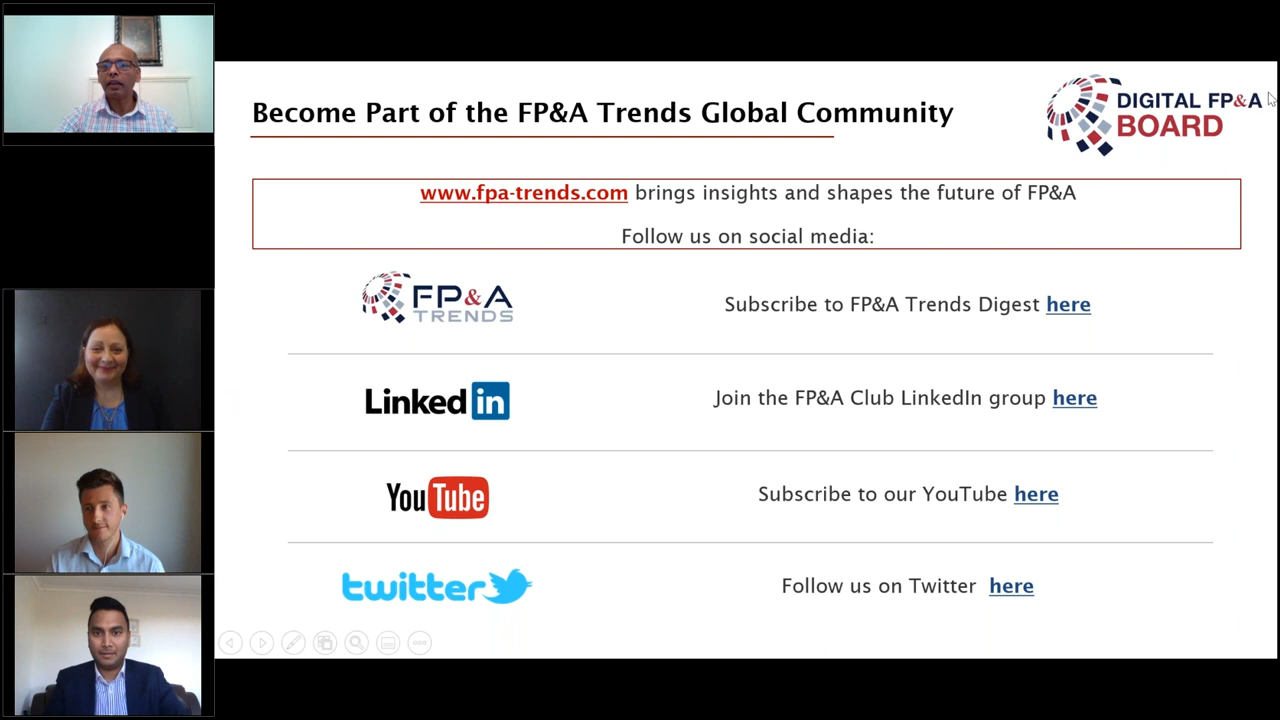 Become Part of the FP&A Trends Global Community
DIGITAL FP&A
BOARD
www.fpa-trends.com brings insights and shapes the future of FP&A
Follow us on social media:
FP&A
TRENDS
Subscribe to FP&A Trends Digest here
Linked in
Join the FP&A Club LinkedIn group here
YouTube
Subscribe to our YouTube here
twitter
Follow us on Twitter here